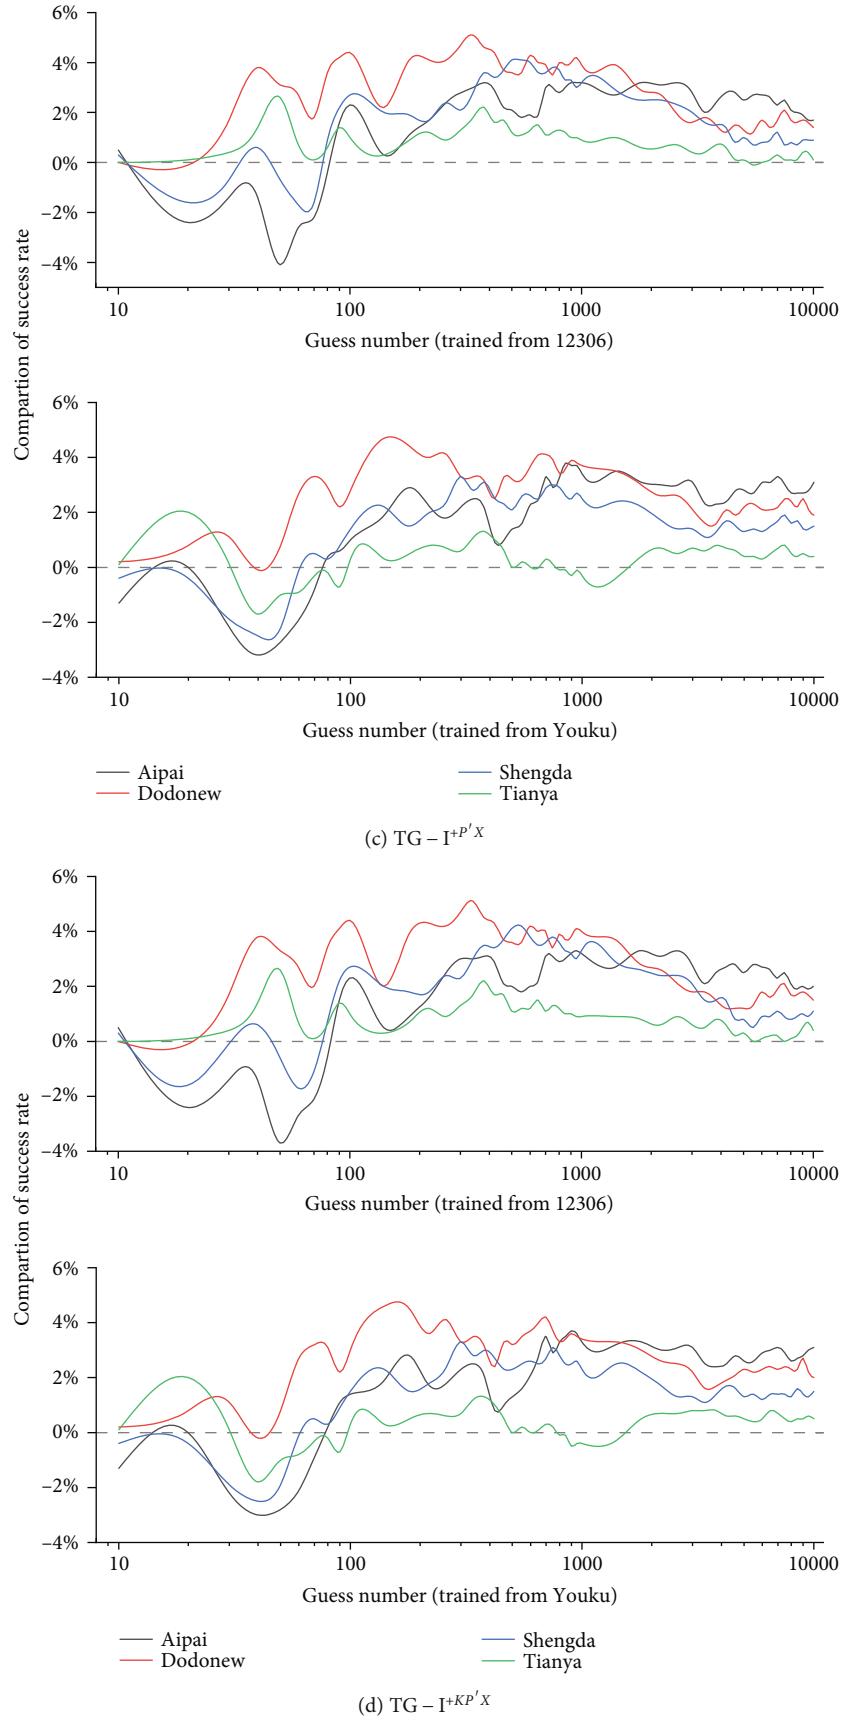 6%
4%
2%
0%
–2%
–4%
10
100
1000
10000
Guess number (trained from 12306)
Compartion of success rate
6%
4%
2%
0%
–2%
–4%
10
100
1000
10000
Guess number (trained from Youku)
Aipai
Shengda
Dodonew
Tianya
(c) TG – I+P′X
6%
4%
2%
0%
–2%
–4%
10
100
1000
10000
Guess number (trained from 12306)
Compartion of success rate
6%
4%
2%
0%
–2%
–4%
10
100
1000
10000
Guess number (trained from Youku)
Aipai
Shengda
Dodonew
Tianya
(d) TG – I+KP′X